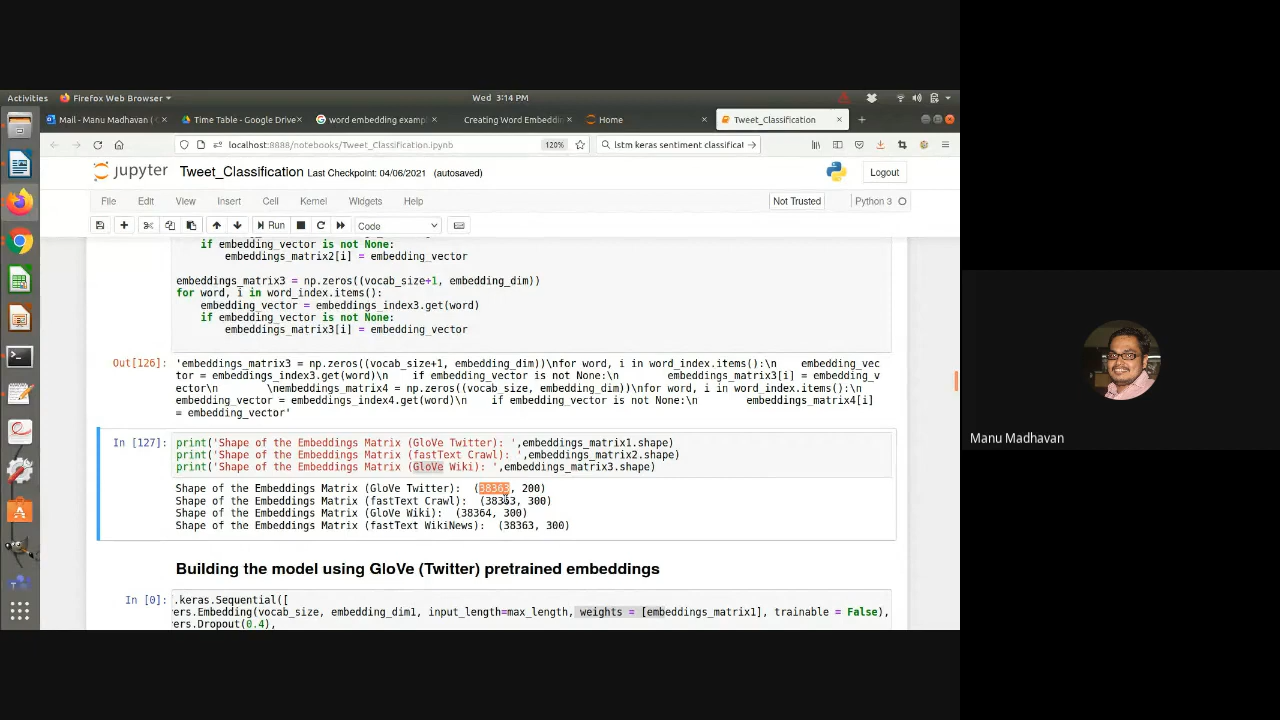 Activities Firefox Web Browser Wed 3:14 PM
Mail - Manu Madhavan Time Table - Google Drive word embedding examp Creating Word Embeddin Home Tweet_Classification
localhost:8888/notebooks/Tweet_Classification.ipynb 120% lstm keras sentiment classificat
jupyter Tweet_Classification Last Checkpoint: 04/06/2021 (autosaved) Logout
File Edit View Insert Cell Kernel Widgets Help Not Trusted Python 3
Run Code
if embedding_vector is not None:
embeddings_matrix2[i] = embedding_vector
embeddings_matrix3 = np.zeros((vocab_size+1, embedding_dim))
for word, i in word_index.items():
embedding_vector = embeddings_index3.get(word)
if embedding_vector is not None:
embeddings_matrix3[i] = embedding_vector
Out[126]: 'embeddings_matrix3 = np.zeros((vocab_size+1, embedding_dim))\nfor word, i in word_index.items():\n embedding_vec
tor = embeddings_index3.get(word)\n if embedding_vector is not None:\n embeddings_matrix3[i] = embedding_v
ector\n \nembeddings_matrix4 = np.zeros((vocab_size, embedding_dim))\nfor word, i in word_index.items():\n
embedding_vector = embedding_index4.get(word)\n if embedding_vector is not None:\n embeddings_matrix4[i]
= embedding_vector'
In [127]: print('Shape of the Embeddings Matrix (GloVe Twitter): ',embeddings_matrix1.shape)
print('Shape of the Embeddings Matrix (fastText Crawl): ',embeddings_matrix2.shape)
print('Shape of the Embeddings Matrix (GloVe Wiki): ',embeddings_matrix3.shape)
Shape of the Embeddings Matrix (GloVe Twitter): (38363, 200)
Shape of the Embeddings Matrix (fastText Crawl): (38363, 300)
Shape of the Embeddings Matrix (GloVe Wiki): (38364, 300)
Shape of the Embeddings Matrix (fastText WikiNews): (38363, 300)
Building the model using GloVe (Twitter) pretrained embeddings
In [0]: .keras.Sequential([
ers.Embedding(vocab_size, embedding_dim1, input_length=max_length, weights = [embeddings_matrix1], trainable = False),
ers.Dropout(0.4),
Manu Madhavan